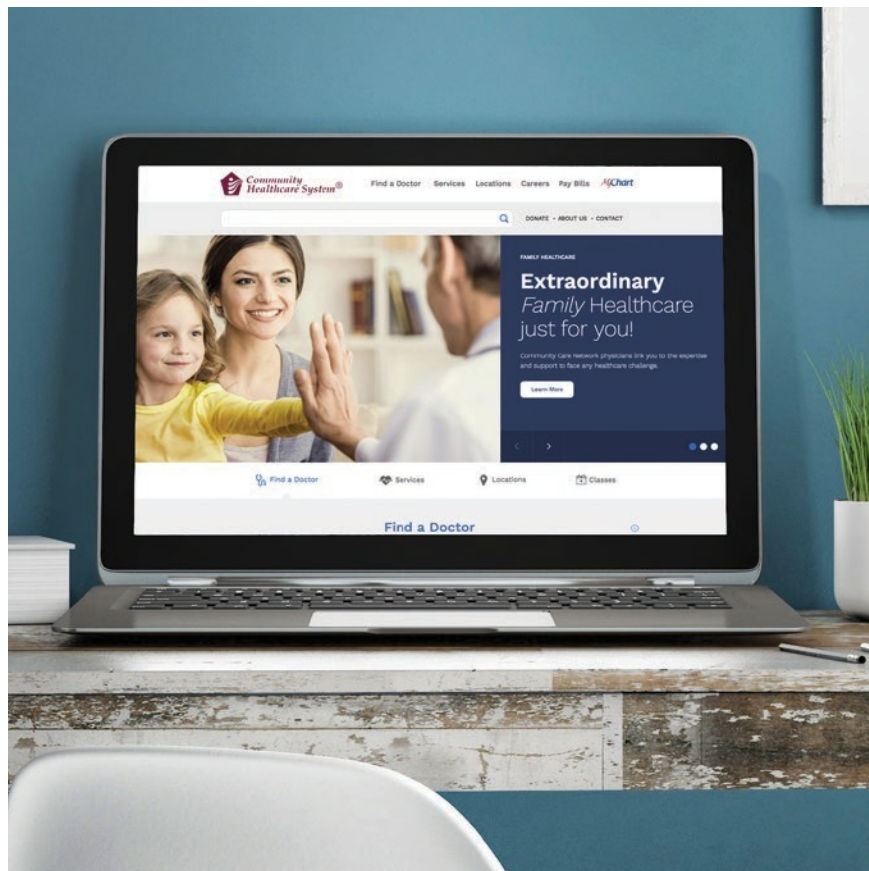 Community
Healthcare System®
Find a Doctor Services Locations Careers Pay Bills MyChart
DONATE • ABOUT US • CONTACT
FAMILY HEALTHCARE
Extraordinary
Family Healthcare
just for you!
Community Care Network physicians link you to the expertise
and support to face any healthcare challenge.
Learn More
Find a Doctor Services Locations Classes
Find a Doctor